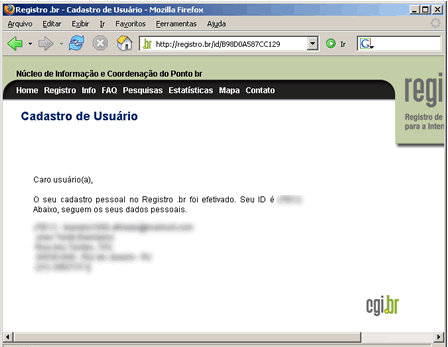 Registro .br - Cadastro de Usuário - Mozilla Firefox
Arquivo Editar Exibir Ir Favoritos Ferramentas Ajuda
http://registro.br/id/B98D0A587CC129 Ir
Núcleo de Informação e Coordenação do Ponto br
Home Registro Info FAQ Pesquisas Estatísticas Mapa Contato
regi
Registro de
para a Inter
Cadastro de Usuário
Caro usuário(a),
O seu cadastro pessoal no Registro .br foi efetivado. Seu ID é
Abaixo, seguem os seus dados pessoais.
cgi.br